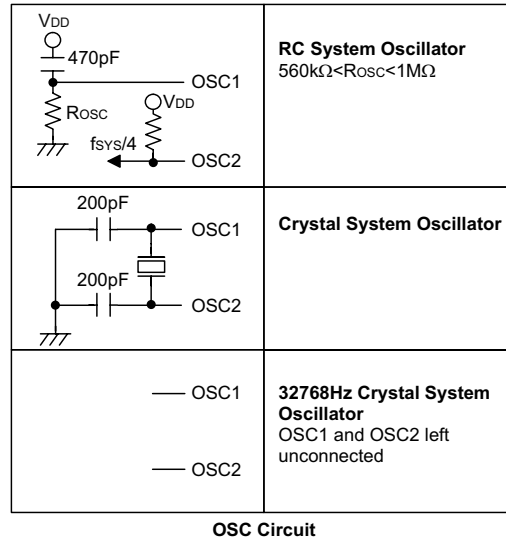 VDD
470pF
OSC1
ROSC
VDD
fSYS/4
OSC2
RC System Oscillator
560kΩ<ROSC<1MΩ
200pF
OSC1
200pF
OSC2
Crystal System Oscillator
OSC1
OSC2
32768Hz Crystal System
Oscillator
OSC1 and OSC2 left
unconnected
OSC Circuit